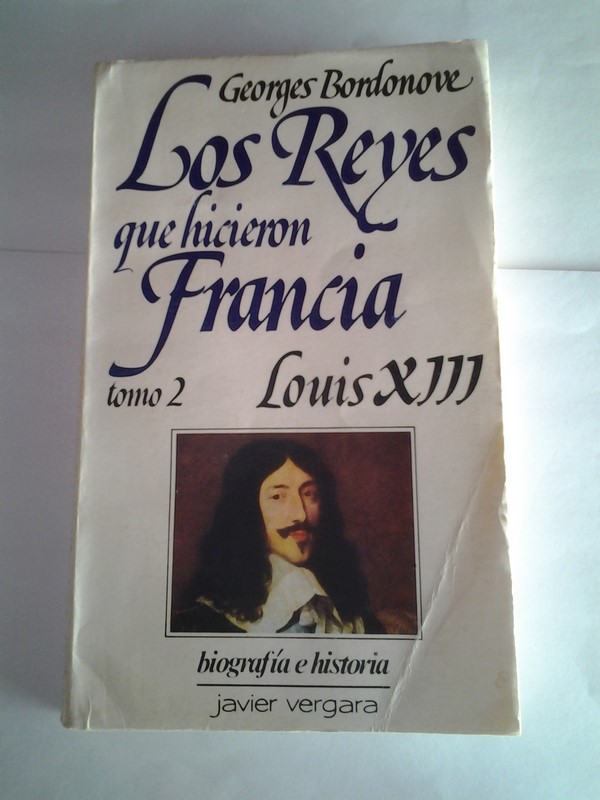 Georges Bordonove
Los Reyes
que hicieron
Francia
tomo 2 Louis XIII
biografía e historia
javier vergara